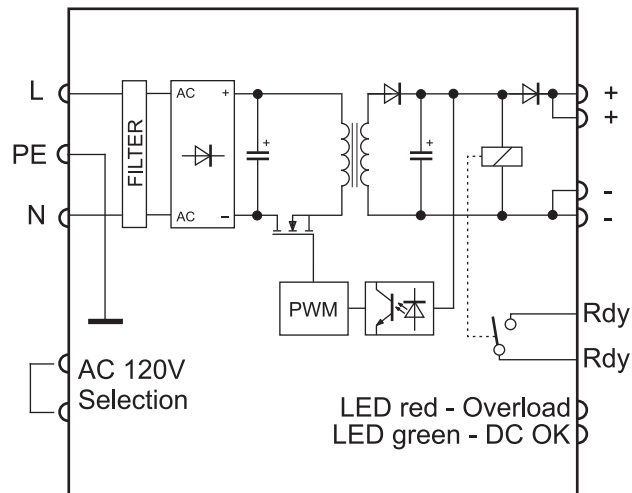 L
PE
N
FILTER
AC
+
AC
-
+
+
+
+
-
-
PWM
Rdy
Rdy
AC 120V
Selection
LED red - Overload
LED green - DC OK